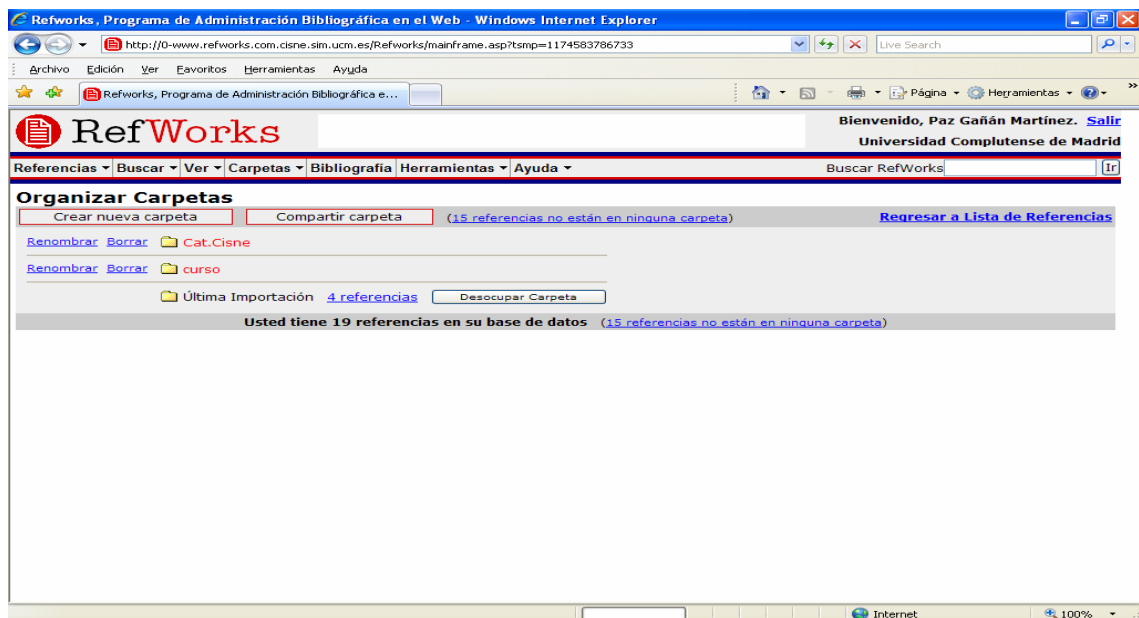 Refworks, Programa de Administración Bibliográfica en el Web - Windows Internet Explorer
http://0-www.refworks.com.cisne.sim.ucm.es/Refworks/mainframe.asp?tsmp=1174583786733 Live Search
Archivo Edición Ver Favoritos Herramientas Ayuda
Refworks, Programa de Administración Bibliográfica e... Página Herramientas »
RefWorks
Bienvenido, Paz Gañán Martínez. Salir
Universidad Complutense de Madrid
Referencias Buscar Ver Carpetas Bibliografía Herramientas Ayuda Buscar RefWorks Ir
Organizar Carpetas
Crear nueva carpeta Compartir carpeta (15 referencias no están en ninguna carpeta) Regresar a Lista de Referencias
Renombrar Borrar Cat.Cisne
Renombrar Borrar curso
Última Importación 4 referencias Desocupar Carpeta
Usted tiene 19 referencias en su base de datos (15 referencias no están en ninguna carpeta)
Internet 100%